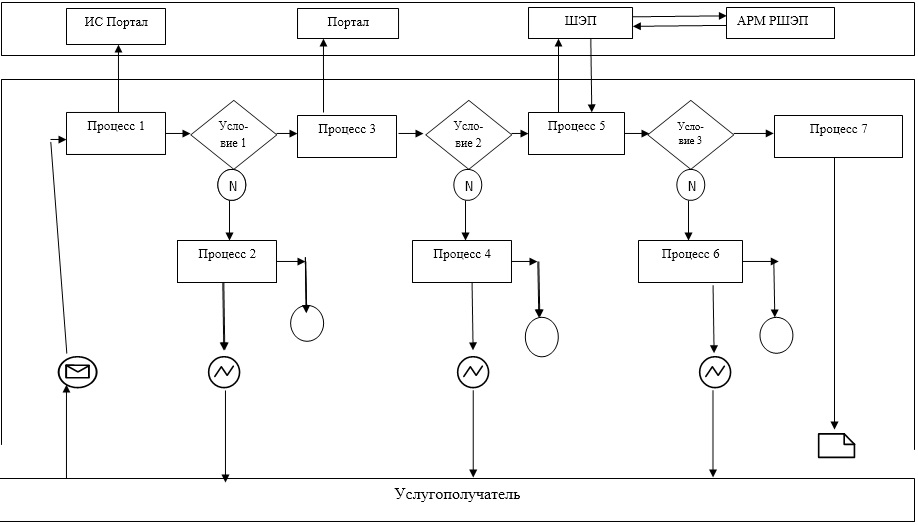 ИС Портал
Портал
ШЭП
АРМ РШЭП
Процесс 1
Усло-
вие 1
Процесс 3
Усло-
вие 2
Процесс 5
Усло-
вие 3
Процесс 7
N
N
N
Процесс 2
Процесс 4
Процесс 6
Услугополучатель